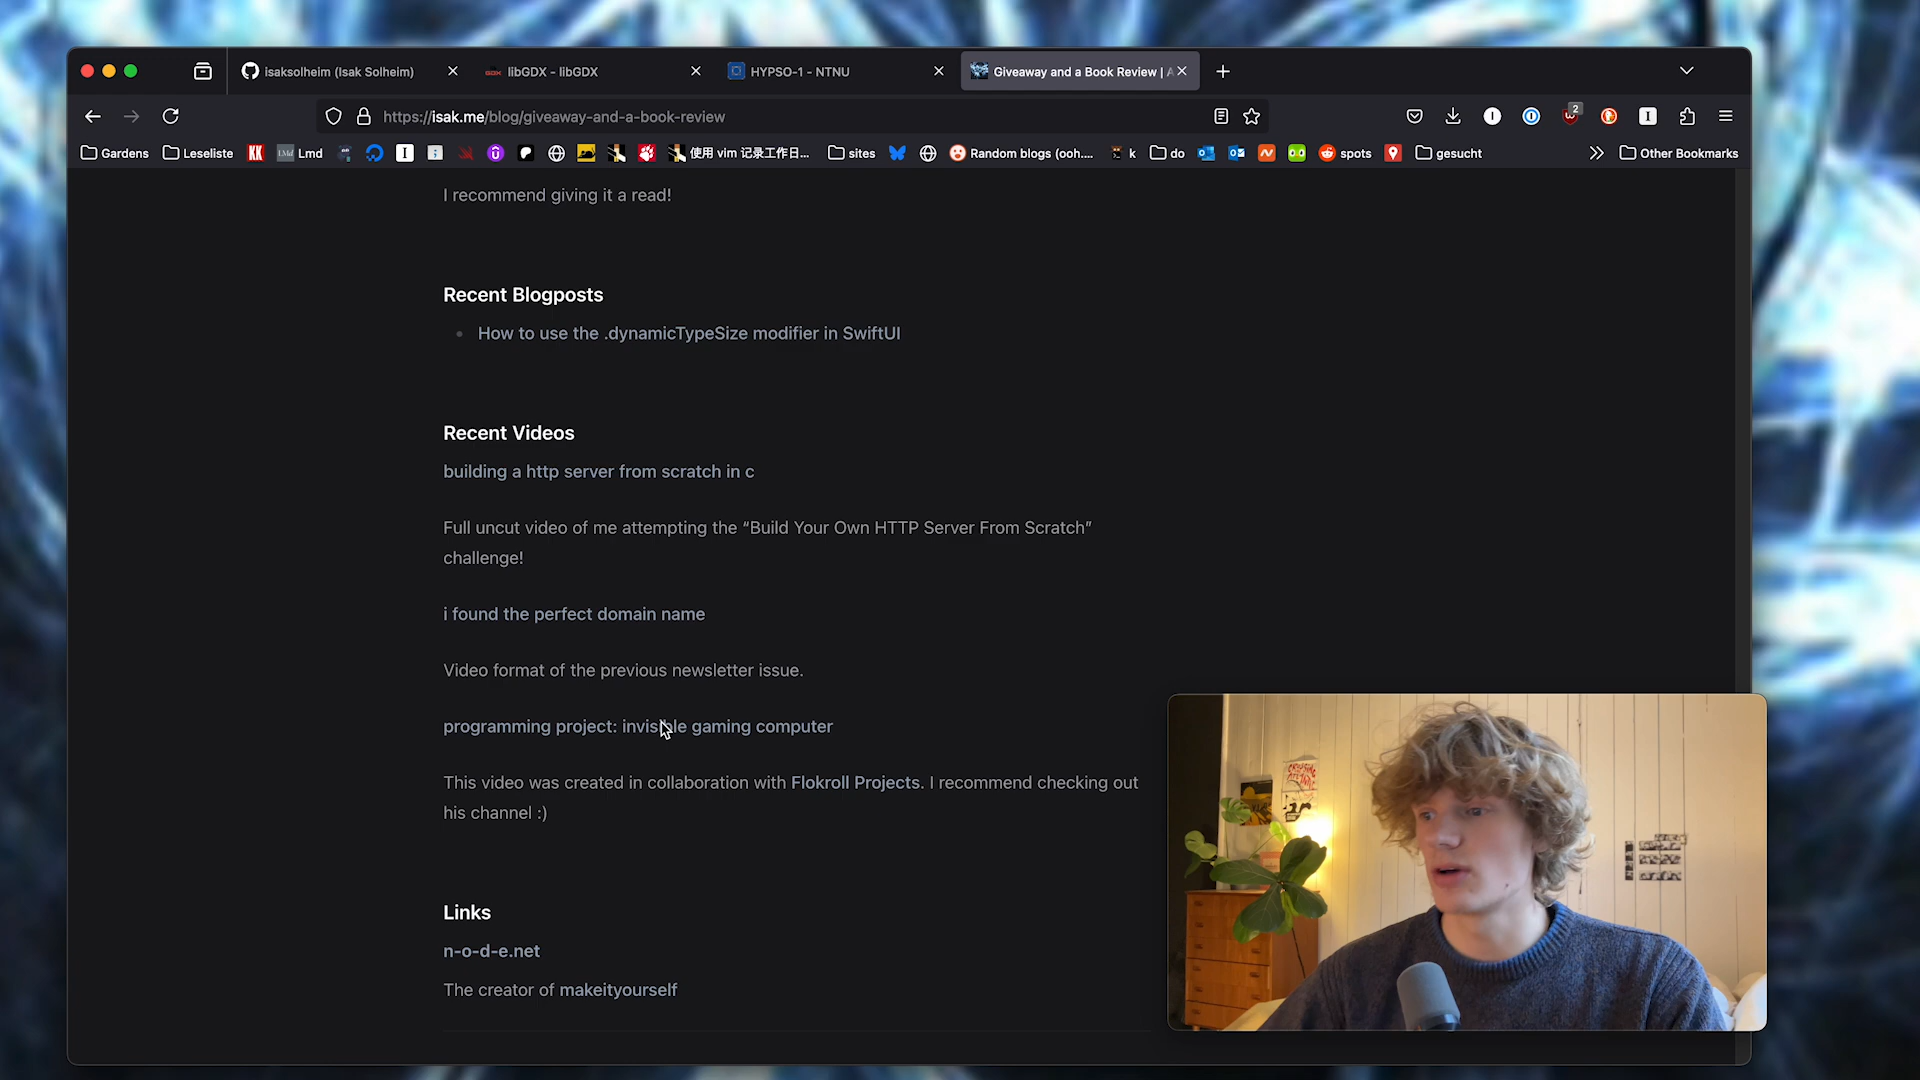 isaksolheim (Isak Solheim)
libGDX - libGDX
HYPSO-1 - NTNU
Giveaway and a Book Review | A
https://isak.me/blog/giveaway-and-a-book-review
2
Gardens
Leseliste
Lmd
使用 vim 记录工作日...
sites
Random blogs (ooh....
k
do
spots
gesucht
Other Bookmarks
I recommend giving it a read!
Recent Blogposts
How to use the .dynamicTypeSize modifier in SwiftUI
Recent Videos
building a http server from scratch in c
Full uncut video of me attempting the “Build Your Own HTTP Server From Scratch”
challenge!
i found the perfect domain name
Video format of the previous newsletter issue.
programming project: invisible gaming computer
This video was created in collaboration with Flokroll Projects. I recommend checking out
his channel :)
Links
n-o-d-e.net
The creator of makeityourself